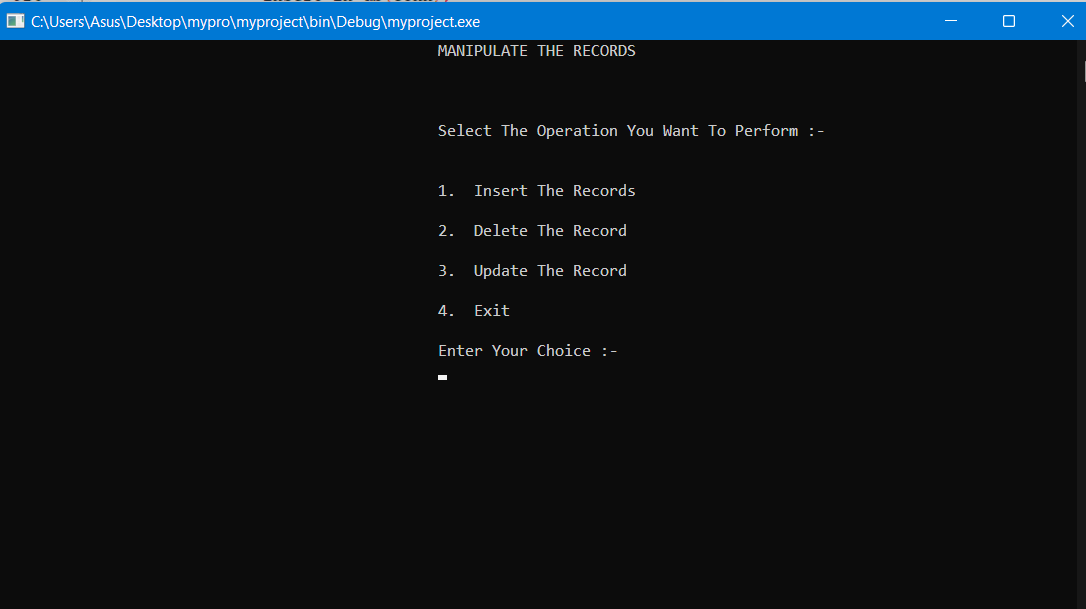 C:\Users\Asus\Desktop\mypro\myproject\bin\Debug\myproject.exe
MANIPULATE THE RECORDS
Select The Operation You Want To Perform :-
1.  Insert The Records
2.  Delete The Record
3.  Update The Record
4.  Exit
Enter Your Choice :-